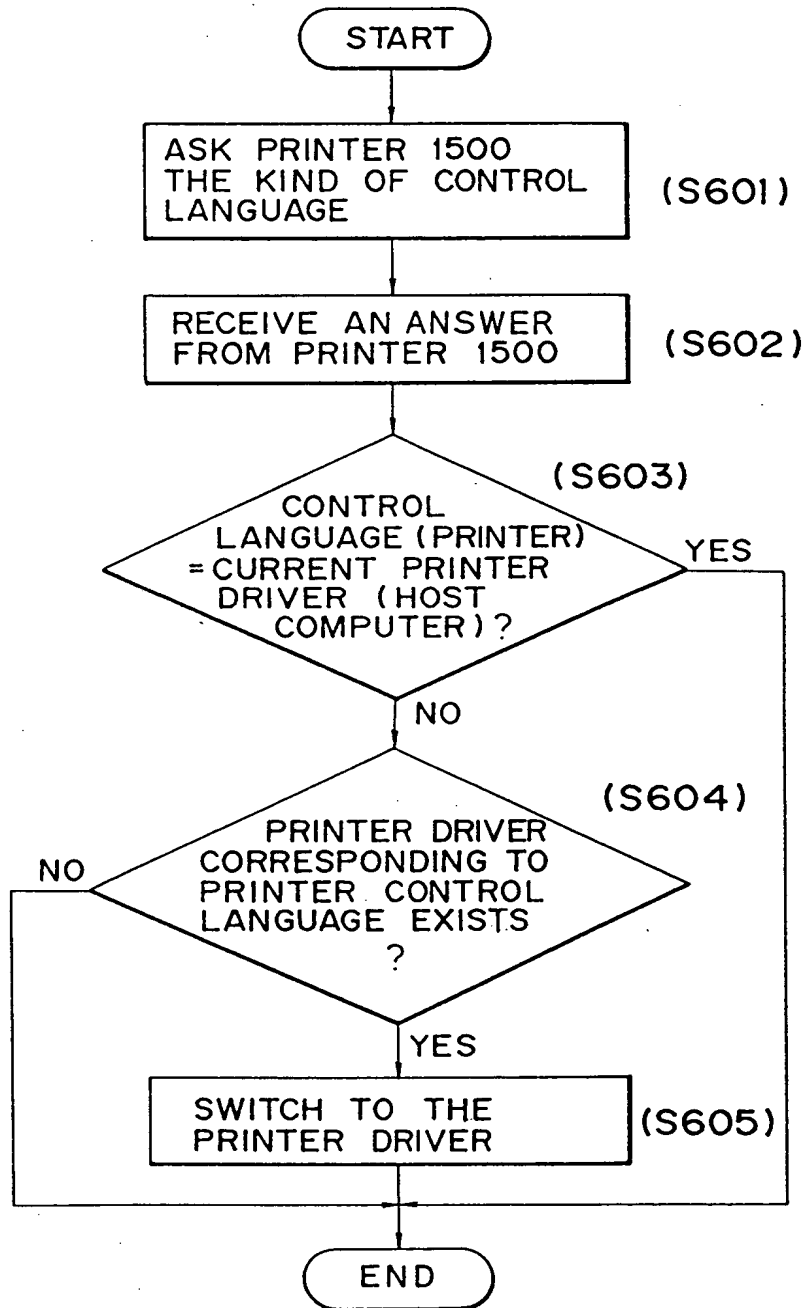 START
ASK PRINTER 1500
THE KIND OF CONTROL
LANGUAGE
(S601)
RECEIVE AN ANSWER
FROM PRINTER 1500
(S602)
(S603)
CONTROL
LANGUAGE (PRINTER)
= CURRENT PRINTER
DRIVER (HOST
COMPUTER)?
YES
NO
(S604)
PRINTER DRIVER
CORRESPONDING TO
PRINTER CONTROL
LANGUAGE EXISTS
?
NO
YES
SWITCH TO THE
PRINTER DRIVER
(S605)
END